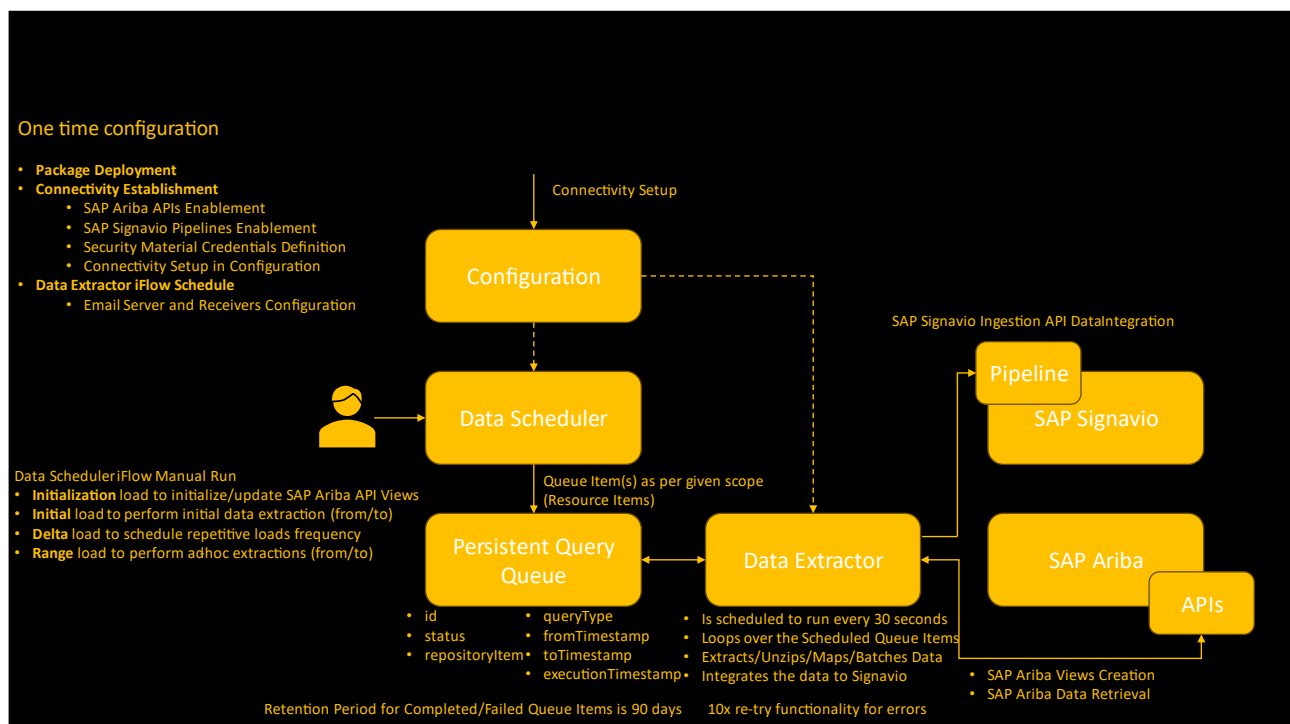 One time configuration
• Package Deployment
• Connectivity Establishment
• SAP Ariba APIs Enablement
• SAP Signavio Pipelines Enablement
• Security Material Credentials Definition
• Connectivity Setup in Configuration
• Data Extractor iFlow Schedule
• Email Server and Receivers Configuration
Connectivity Setup
Configuration
SAP Signavio Ingestion API DataIntegration
Pipeline
SAP Signavio
Data Scheduler
Data Scheduler iFlow Manual Run
• Initialization load to initialize/update SAP Ariba API Views
• Initial load to perform initial data extraction (from/to)
• Delta load to schedule repetitive loads frequency
• Range load to perform ad-hoc extractions (from/to)
Queue Item(s) as per given scope
(Resource Items)
Persistent Query
Queue
Data Extractor
SAP Ariba
APIs
• id
• status
• repositoryItem
• queryType
• fromTimestamp
• toTimestamp
• executionTimestamp
• Is scheduled to run every 30 seconds
• Loops over the Scheduled Queue Items
• Extracts/Unzips/Maps/Batches Data
• Integrates the data to Signavio
• SAP Ariba Views Creation
• SAP Ariba Data Retrieval
Retention Period for Completed/Failed Queue Items is 90 days
10x re-try functionality for errors